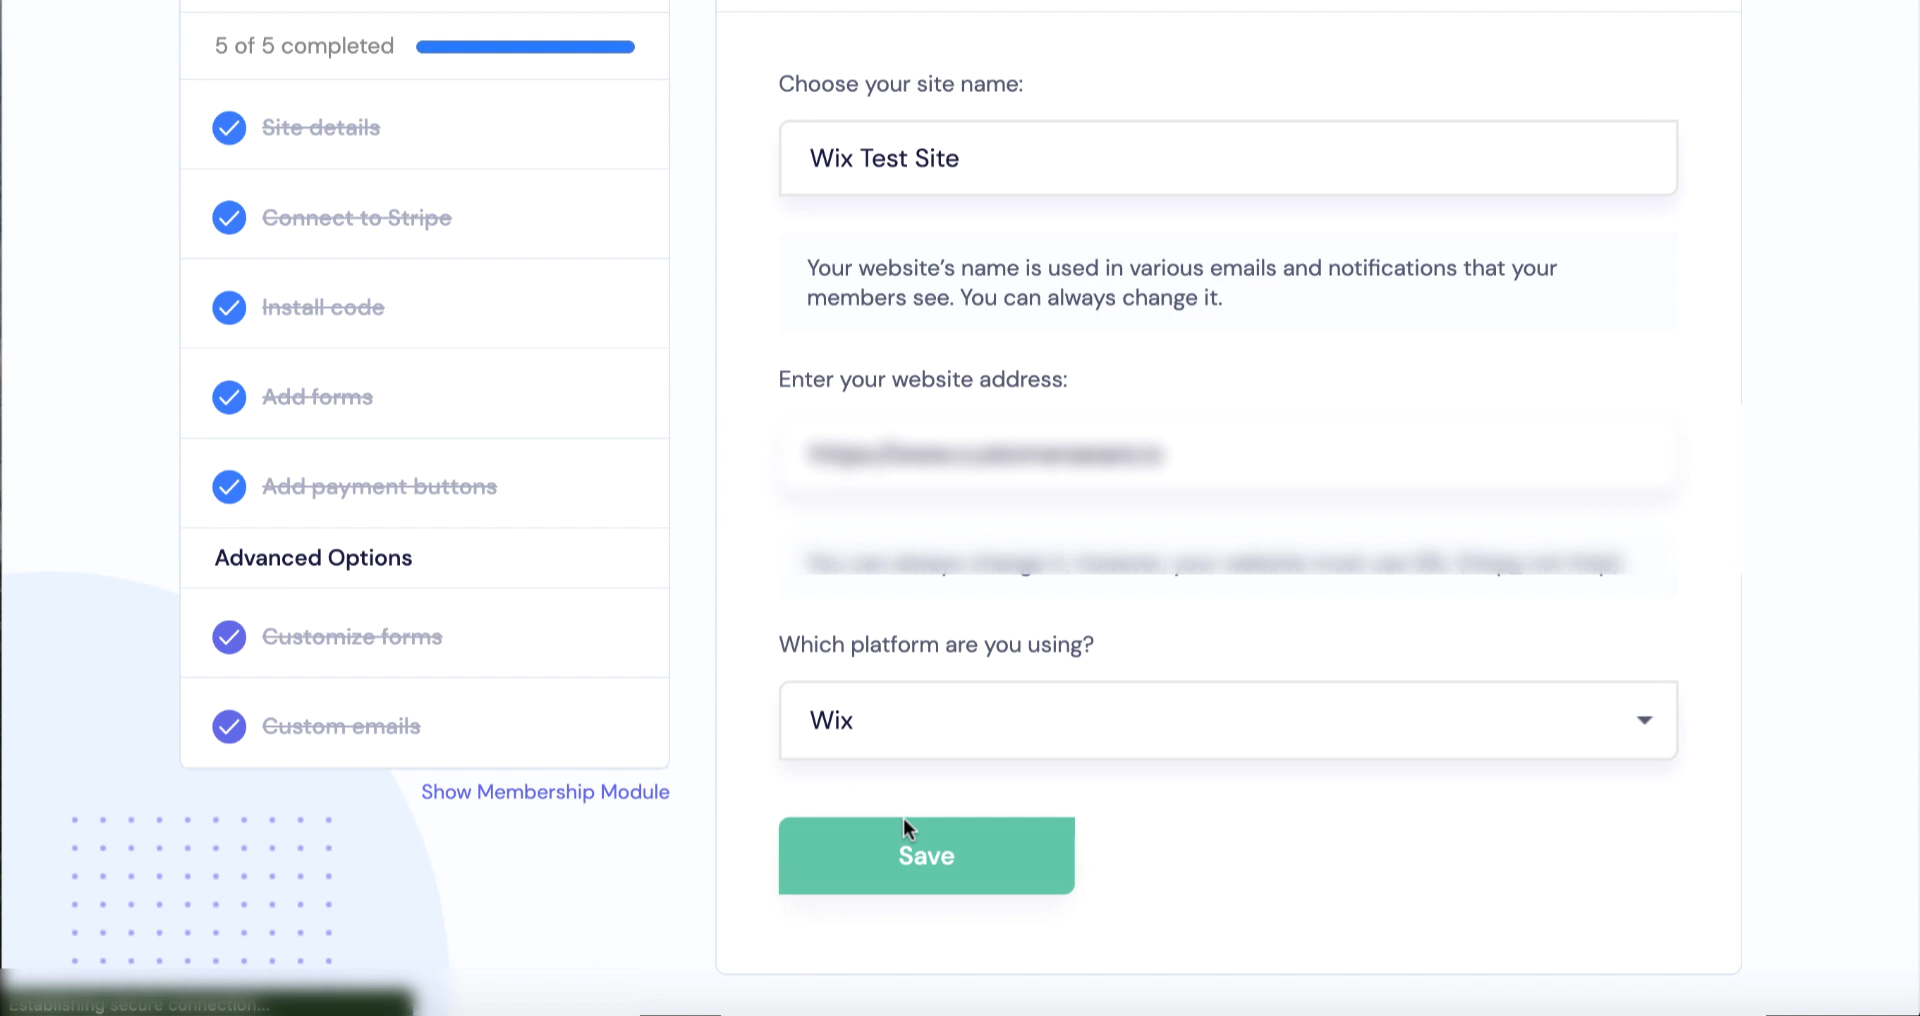 5 of 5 completed
Site details
Connect to Stripe
Install code
Add forms
Add payment buttons
Advanced Options
Customize forms
Custom emails
Show Membership Module
Choose your site name:
Wix Test Site
Your website’s name is used in various emails and notifications that your
members see. You can always change it.
Enter your website address:
Which platform are you using?
Wix
Save
Establishing secure connection...